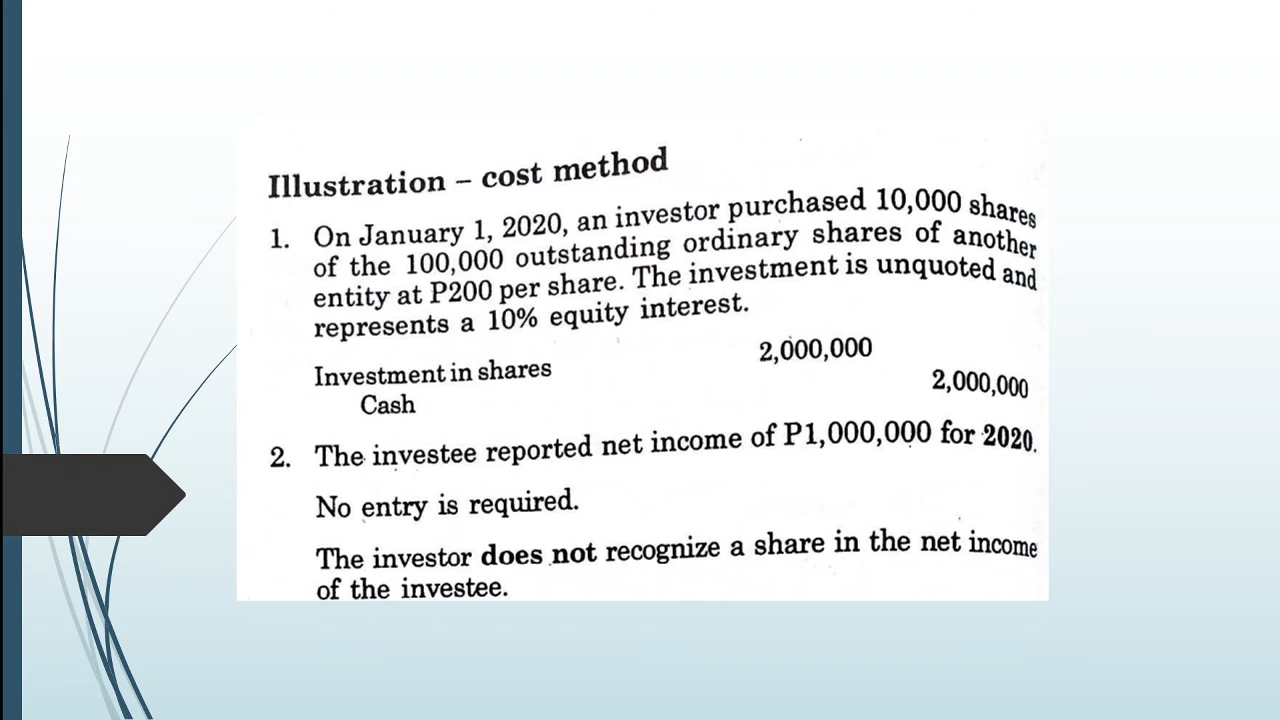 Illustration – cost method
1. On January 1, 2020, an investor purchased 10,000 shares
of the 100,000 outstanding ordinary shares of another
entity at P200 per share. The investment is unquoted and
represents a 10% equity interest.
Investment in shares 2,000,000
Cash 2,000,000
2. The investee reported net income of P1,000,000 for 2020.
No entry is required.
The investor does not recognize a share in the net income
of the investee.